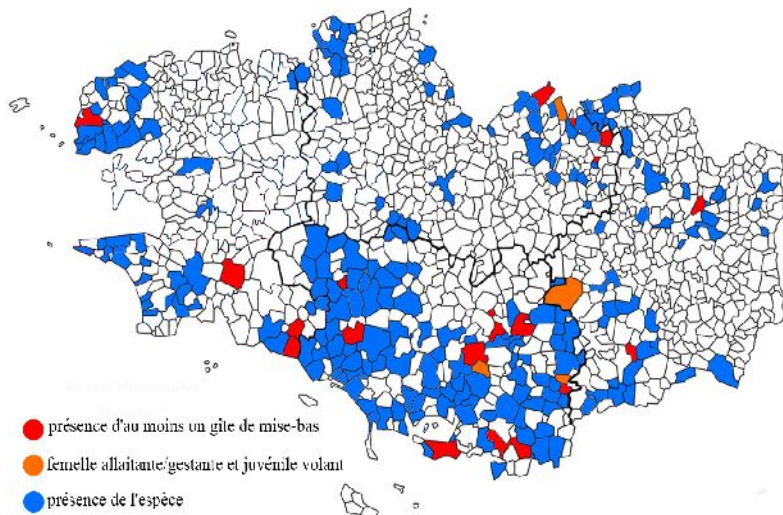 présence d'au moins un gîte de mise-bas
femelle allaitante/gestante et juvénile volant
présence de l'espèce